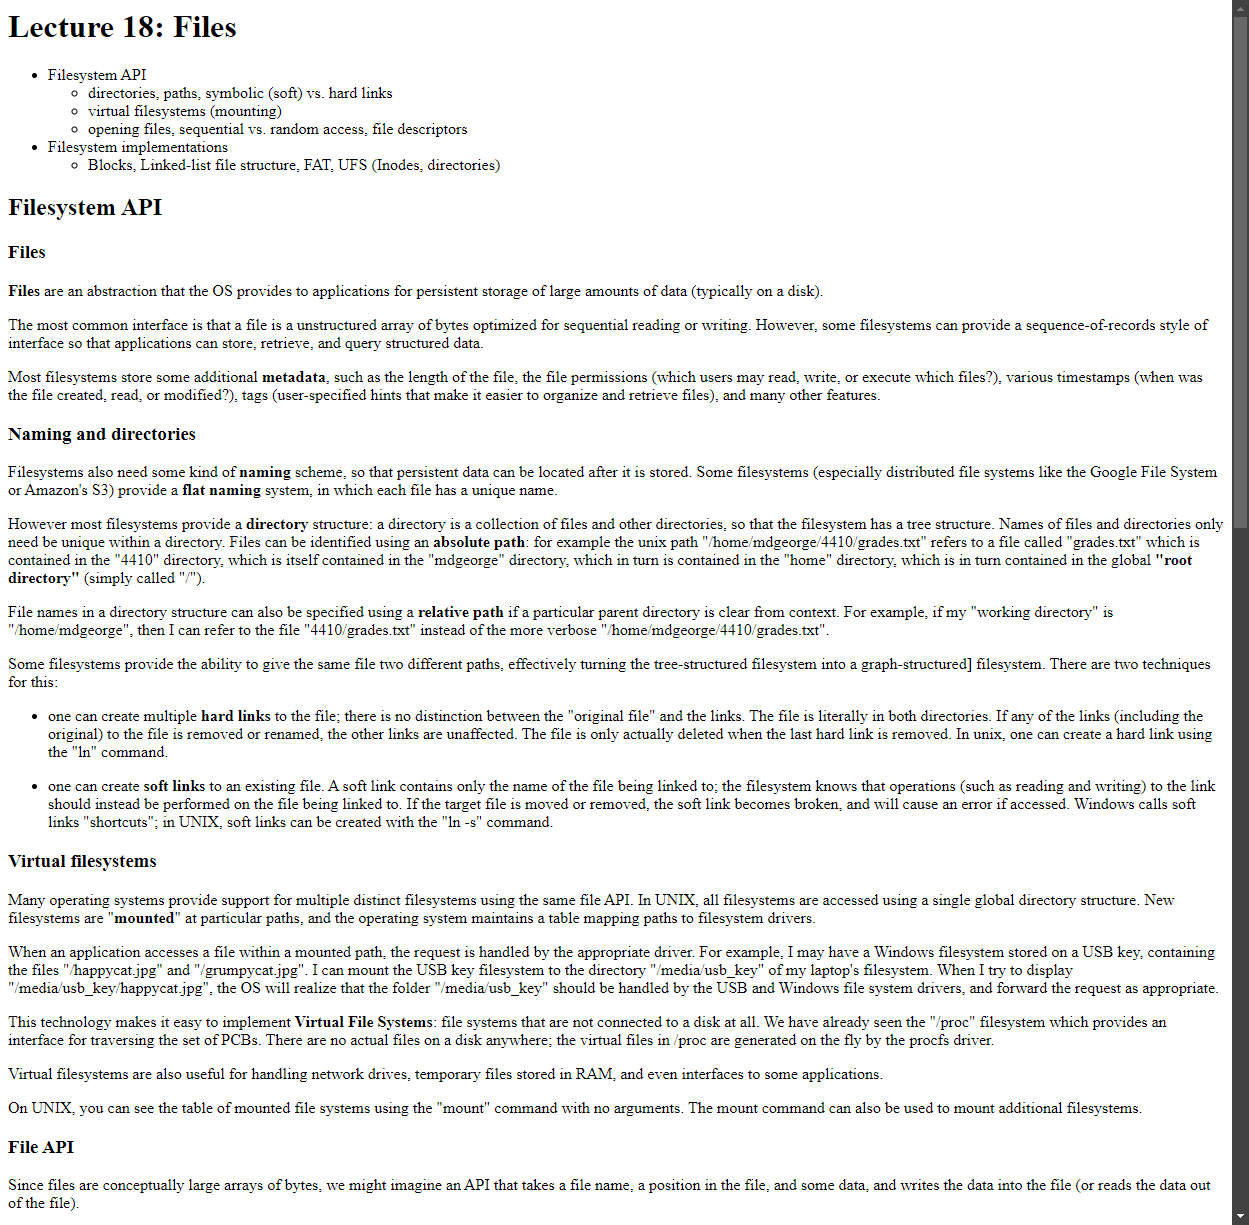 Lecture 18: Files
• Filesystem API
◦ directories, paths, symbolic (soft) vs. hard links
◦ virtual filesystems (mounting)
◦ opening files, sequential vs. random access, file descriptors
• Filesystem implementations
◦ Blocks, Linked-list file structure, FAT, UFS (Inodes, directories)
Filesystem API
Files
Files are an abstraction that the OS provides to applications for persistent storage of large amounts of data (typically on a disk).
The most common interface is that a file is a unstructured array of bytes optimized for sequential reading or writing. However, some filesystems can provide a sequence-of-records style of
interface so that applications can store, retrieve, and query structured data.
Most filesystems store some additional metadata, such as the length of the file, the file permissions (which users may read, write, or execute which files?), various timestamps (when was
the file created, read, or modified?), tags (user-specified hints that make it easier to organize and retrieve files), and many other features.
Naming and directories
Filesystems also need some kind of naming scheme, so that persistent data can be located after it is stored. Some filesystems (especially distributed file systems like the Google File System
or Amazon's S3) provide a flat naming system, in which each file has a unique name.
However most filesystems provide a directory structure: a directory is a collection of files and other directories, so that the filesystem has a tree structure. Names of files and directories only
need be unique within a directory. Files can be identified using an absolute path: for example the unix path "/home/mdgeorge/4410/grades.txt" refers to a file called "grades.txt" which is
contained in the "4410" directory, which is itself contained in the "mdgeorge" directory, which in turn is contained in the "home" directory, which is in turn contained in the global "root
directory" (simply called "/").
File names in a directory structure can also be specified using a relative path if a particular parent directory is clear from context. For example, if my "working directory" is
"/home/mdgeorge", then I can refer to the file "4410/grades.txt" instead of the more verbose "/home/mdgeorge/4410/grades.txt".
Some filesystems provide the ability to give the same file two different paths, effectively turning the tree-structured filesystem into a graph-structured] filesystem. There are two techniques
for this:
• one can create multiple hard links to the file; there is no distinction between the "original file" and the links. The file is literally in both directories. If any of the links (including the
original) to the file is removed or renamed, the other links are unaffected. The file is only actually deleted when the last hard link is removed. In unix, one can create a hard link using
the "ln" command.
• one can create soft links to an existing file. A soft link contains only the name of the file being linked to; the filesystem knows that operations (such as reading and writing) to the link
should instead be performed on the file being linked to. If the target file is moved or removed, the soft link becomes broken, and will cause an error if accessed. Windows calls soft
links "shortcuts"; in UNIX, soft links can be created with the "ln -s" command.
Virtual filesystems
Many operating systems provide support for multiple distinct filesystems using the same file API. In UNIX, all filesystems are accessed using a single global directory structure. New
filesystems are "mounted" at particular paths, and the operating system maintains a table mapping paths to filesystem drivers.
When an application accesses a file within a mounted path, the request is handled by the appropriate driver. For example, I may have a Windows filesystem stored on a USB key, containing
the files "/happycat.jpg" and "/grumpycat.jpg". I can mount the USB key filesystem to the directory "/media/usb_key" of my laptop's filesystem. When I try to display
"/media/usb_key/happycat.jpg", the OS will realize that the folder "/media/usb_key" should be handled by the USB and Windows file system drivers, and forward the request as appropriate.
This technology makes it easy to implement Virtual File Systems: file systems that are not connected to a disk at all. We have already seen the "/proc" filesystem which provides an
interface for traversing the set of PCBs. There are no actual files on a disk anywhere; the virtual files in /proc are generated on the fly by the procfs driver.
Virtual filesystems are also useful for handling network drives, temporary files stored in RAM, and even interfaces to some applications.
On UNIX, you can see the table of mounted file systems using the "mount" command with no arguments. The mount command can also be used to mount additional filesystems.
File API
Since files are conceptually large arrays of bytes, we might imagine an API that takes a file name, a position in the file, and some data, and writes the data into the file (or reads the data out
of the file).